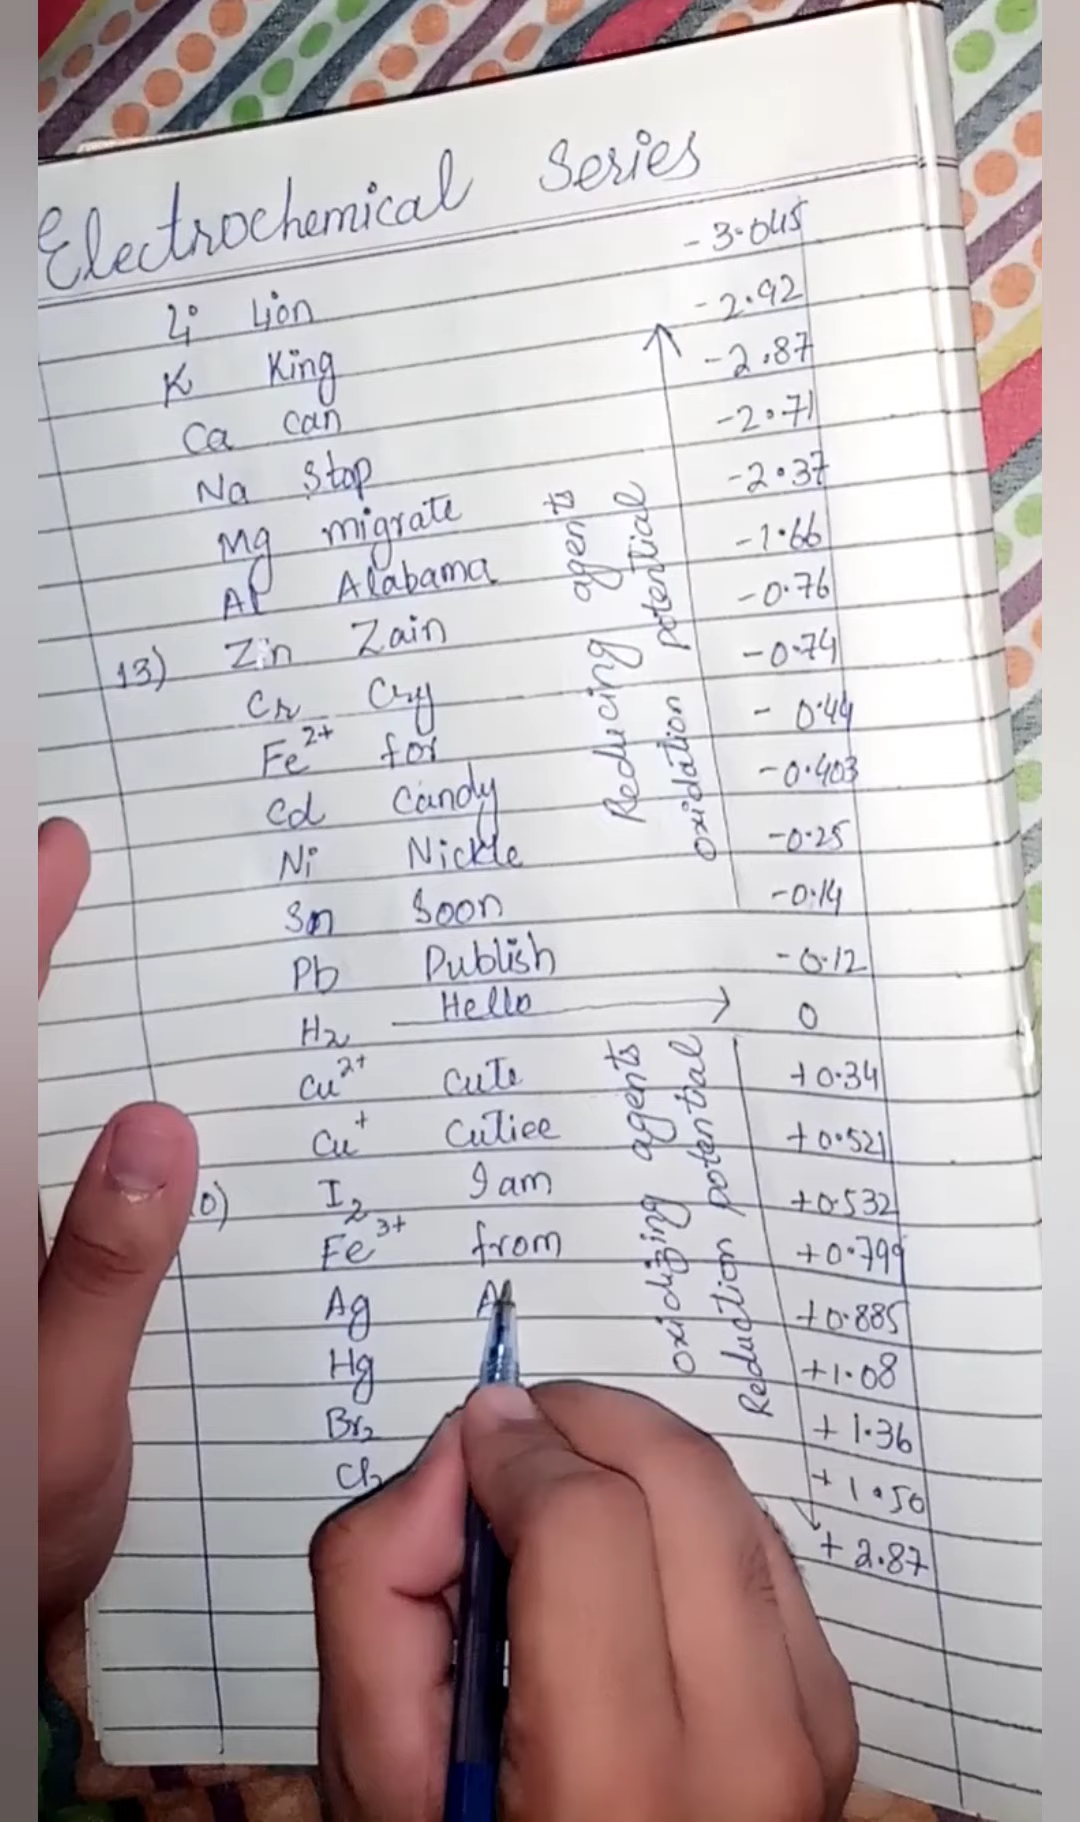 Electrochemical Series
Li Lion -3.045
K King -2.92
Ca can -2.87
Na Stop -2.71
Mg migrate -2.37
Al Alabama -1.66
13) Zin Zain -0.76
Cr Cry -0.74
Fe2+ for -0.44
Cd Candy -0.403
Ni Nickle -0.25
Sn Soon -0.14
Pb Publish -0.12
H2 Hello → 0
Cu2+ Cute +0.34
Cu+ Cutiee +0.521
0) I2 I am +0.532
Fe3+ from +0.799
Ag A +0.885
Hg +1.08
Br2 +1.36
Cl2 +1.50
+2.87
Reducing agents
oxidation potential
oxidizing agents
Reduction potential